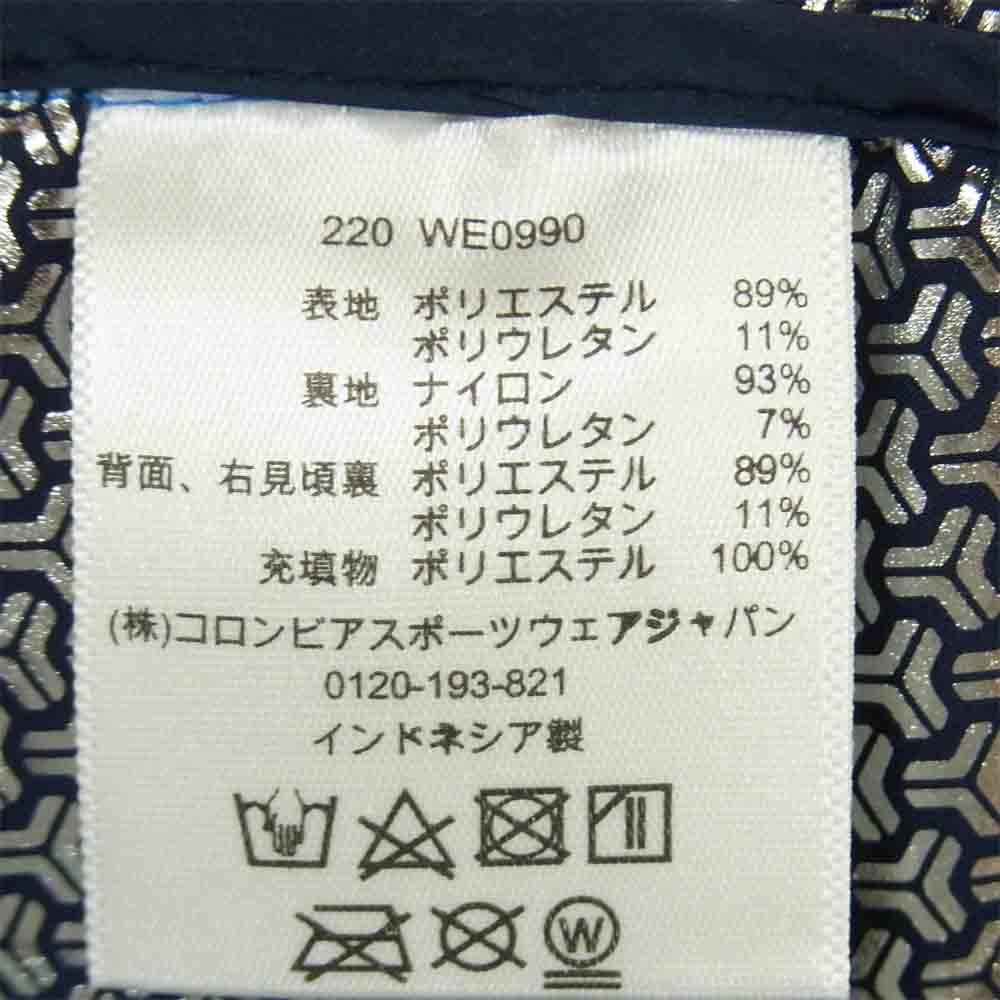 220 WE0990
表地 ポリエステル 89%
ポリウレタン 11%
裏地 ナイロン 93%
ポリウレタン 7%
背面、右見頃裏 ポリエステル 89%
ポリウレタン 11%
充填物 ポリエステル 100%
(株)コロンビアスポーツウェアジャパン
0120-193-821
インドネシア製
W